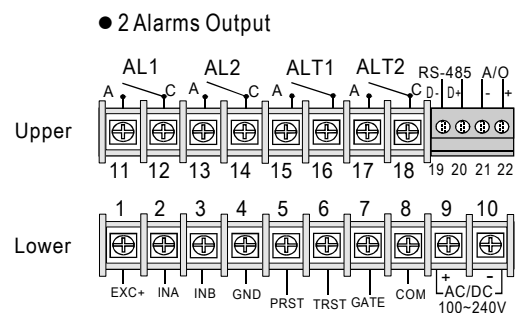 ● 2 Alarms Output
AL1 AL2 ALT1 ALT2 RS-485 A/O
A C A C A A C D- D+ - +
Upper
11 12 13 14 15 16 17 18 19 20 21 22
1 2 3 4 5 6 7 8 9 10
Lower
EXC+ INA INB GND PRST TRST GATE COM + -
AC/DC
100~240V